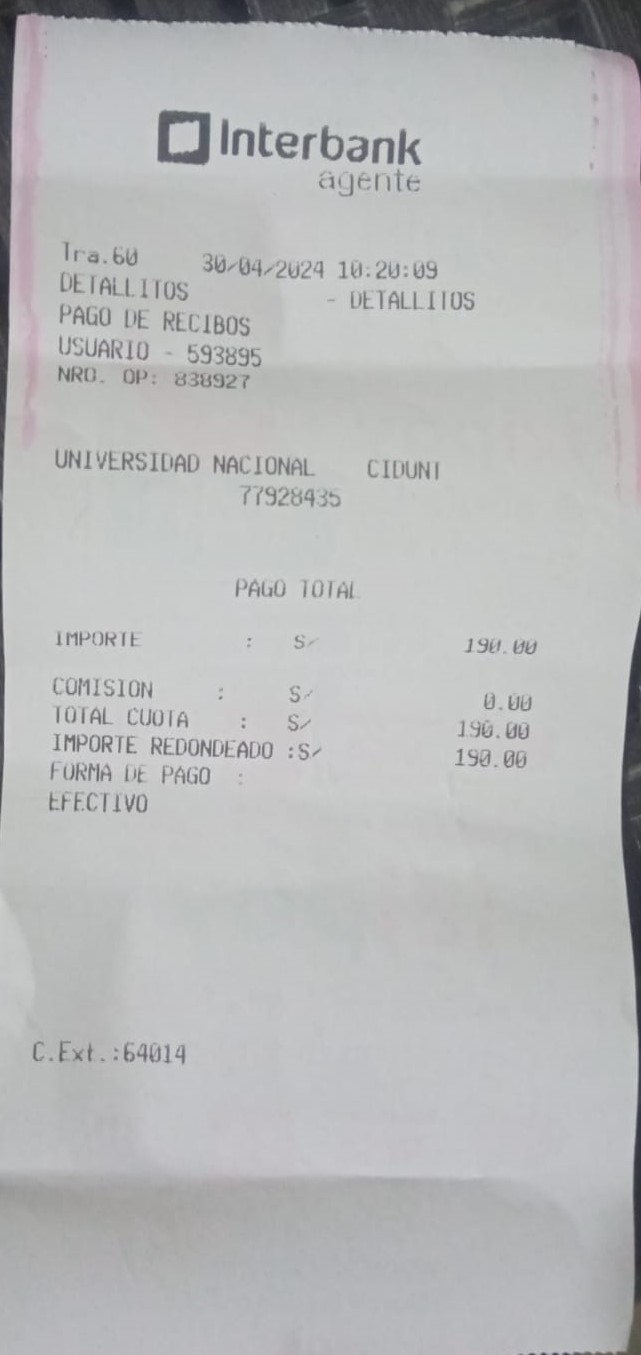 Interbank
agente
Tra.60 30/04/2024 10:20:09
DETALLITOS - DETALLITOS
PAGO DE RECIBOS
USUARIO - 593895
NRO. OP: 838927
UNIVERSIDAD NACIONAL CIDUNI
77928435
PAGO TOTAL
IMPORTE : S/ 190.00
COMISION : S/ 0.00
TOTAL CUOTA : S/ 190.00
IMPORTE REDONDEADO :S/ 190.00
FORMA DE PAGO :
EFECTIVO
C.Ext.:64014